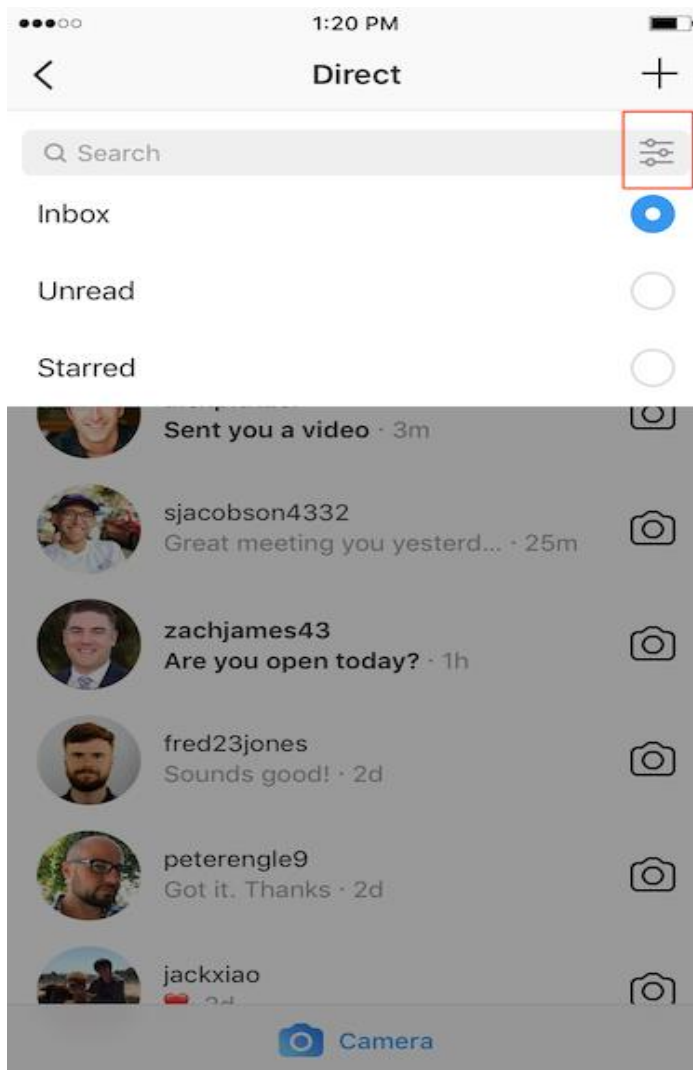 1:20 PM
Direct
Search
Inbox
Unread
Starred
Sent you a video · 3m
sjacobson4332
Great meeting you yesterd... · 25m
zachjames43
Are you open today? · 1h
fred23jones
Sounds good! · 2d
peterengle9
Got it. Thanks · 2d
jackxiao
Camera